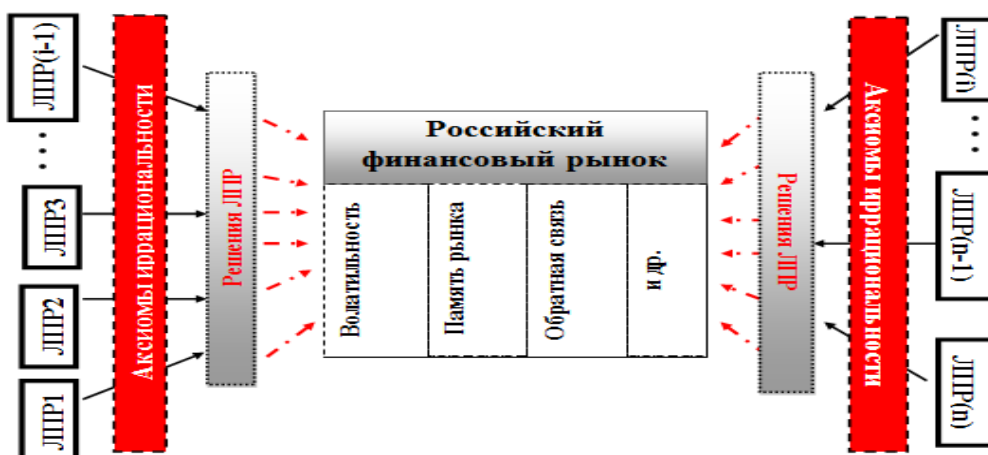 ЛПР(i-1)
...
ЛПР3
ЛПР2
ЛПР1
Аксиомы иррациональности
Решения ЛПР
Российский
финансовый рынок
Волатильность
Память рынка
Обратная связь
и др.
Решения ЛПР
Аксиомы иррациональности
ЛПР(i)
...
ЛПР(n-1)
ЛПР(n)